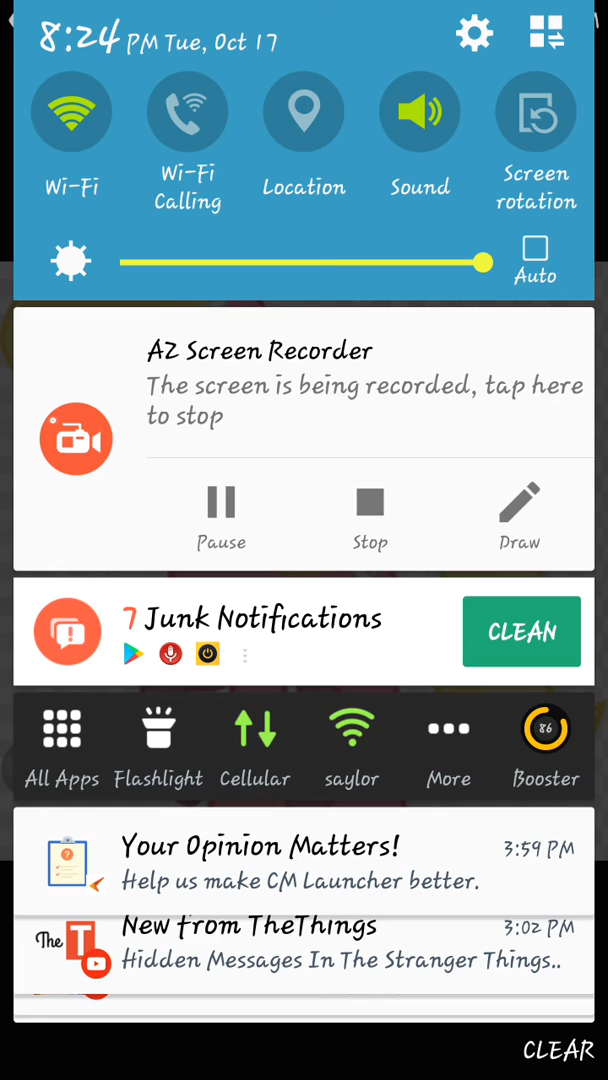 8:24 PM Tue, Oct 17
Wi-Fi
Wi-Fi Calling
Location
Sound
Screen rotation
Auto
AZ Screen Recorder
The screen is being recorded, tap here
to stop
Pause
Stop
Draw
7 Junk Notifications
CLEAN
All Apps
Flashlight
Cellular
saylor
More
86
Booster
Your Opinion Matters!
3:59 PM
Help us make CM Launcher better.
The T
New from TheThings
3:02 PM
Hidden Messages In The Stranger Things..
CLEAR